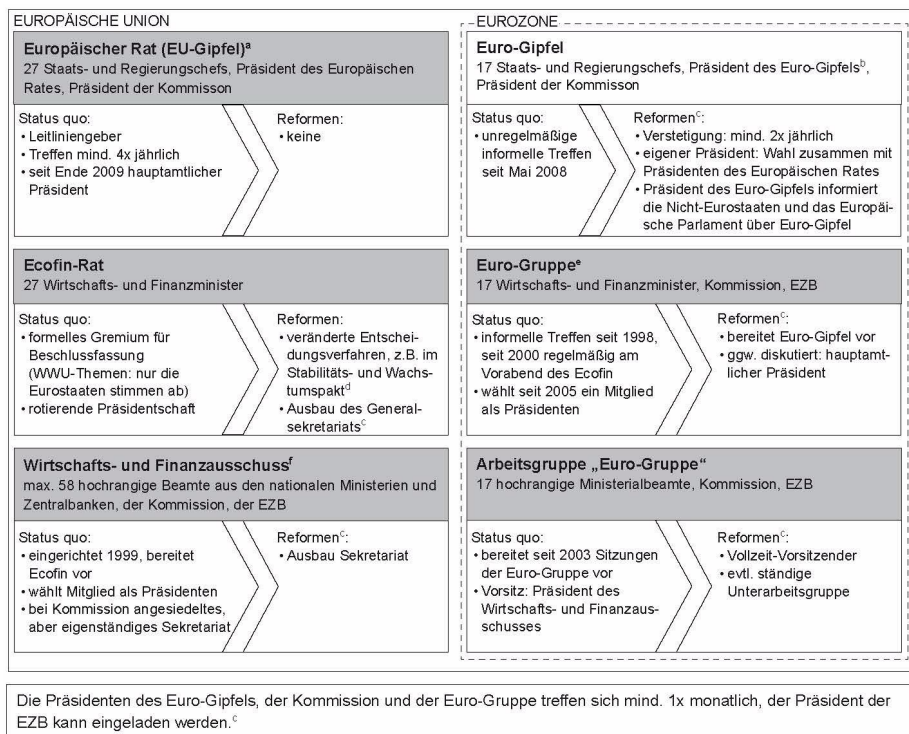 EUROPÄISCHE UNION
Europäischer Rat (EU-Gipfel)ᵃ
27 Staats- und Regierungschefs, Präsident des Europäischen
Rates, Präsident der Kommisson
Status quo:
• Leitliniengeber
• Treffen mind. 4x jährlich
• seit Ende 2009 hauptamtlicher
Präsident
Reformen:
• keine
EUROZONE
Euro-Gipfel
17 Staats- und Regierungschefs, Präsident des Euro-Gipfelsᵇ,
Präsident der Kommisson
Status quo:
• unregelmäßige
informelle Treffen
seit Mai 2008
Reformenᶜ:
• Verstetigung: mind. 2x jährlich
• eigener Präsident: Wahl zusammen mit
Präsidenten des Europäischen Rates
• Präsident des Euro-Gipfels informiert
die Nicht-Eurostaaten und das Europäi-
sche Parlament über Euro-Gipfel
Ecofin-Rat
27 Wirtschafts- und Finanzminister
Status quo:
• formelles Gremium für
Beschlussfassung
(WWU-Themen: nur die
Eurostaaten stimmen ab)
• rotierende Präsidentschaft
Reformen:
• veränderte Entschei-
dungsverfahren, z.B. im
Stabilitäts- und Wachs-
tumspaktᵈ
• Ausbau des General-
sekretariatsᶜ
Euro-Gruppeᵉ
17 Wirtschafts- und Finanzminister, Kommission, EZB
Status quo:
• informelle Treffen seit 1998,
seit 2000 regelmäßig am
Vorabend des Ecofin
• wählt seit 2005 ein Mitglied
als Präsidenten
Reformenᶜ:
• bereitet Euro-Gipfel vor
• ggw. diskutiert: hauptamt-
licher Präsident
Wirtschafts- und Finanzausschussᶠ
max. 58 hochrangige Beamte aus den nationalen Ministerien und
Zentralbanken, der Kommission, der EZB
Status quo:
• eingerichtet 1999, bereitet
Ecofin vor
• wählt Mitglied als Präsidenten
• bei Kommission angesiedeltes,
aber eigenständiges Sekretariat
Reformenᶜ:
• Ausbau Sekretariat
Arbeitsgruppe „Euro-Gruppe“
17 hochrangige Ministerialbeamte, Kommission, EZB
Status quo:
• bereitet seit 2003 Sitzungen
der Euro-Gruppe vor
• Vorsitz: Präsident des
Wirtschafts- und Finanzaus-
schusses
Reformenᶜ:
• Vollzeit-Vorsitzender
• evtl. ständige
Unterarbeitsgruppe
Die Präsidenten des Euro-Gipfels, der Kommission und der Euro-Gruppe treffen sich mind. 1x monatlich, der Präsident der
EZB kann eingeladen werden.ᶜ